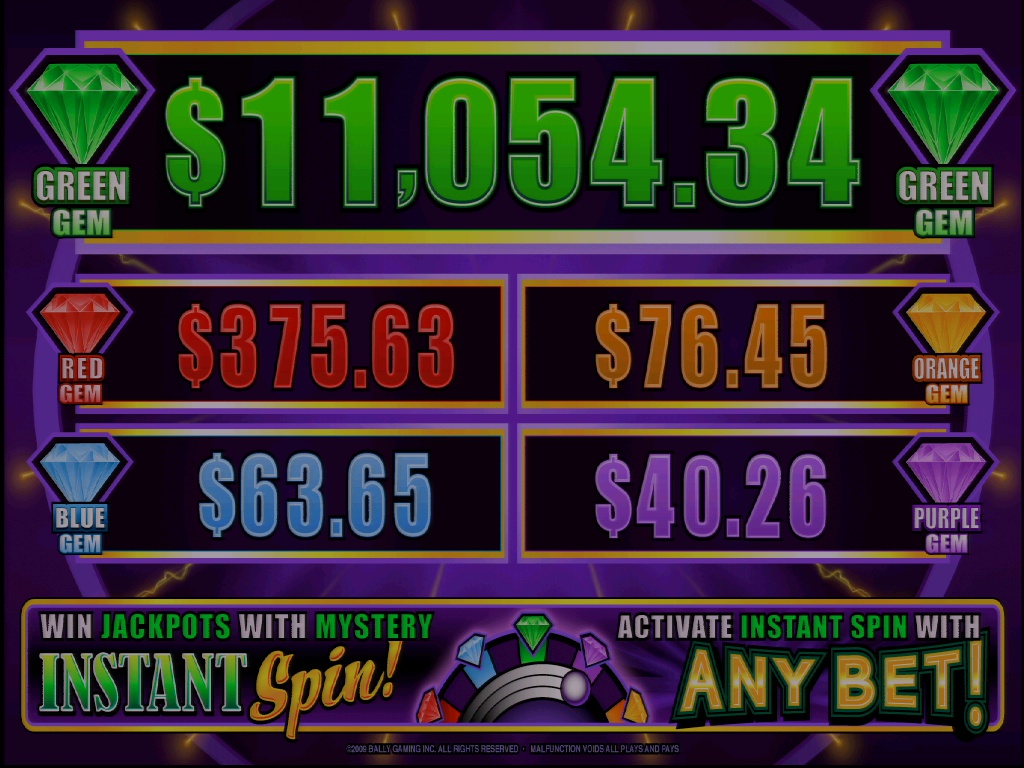 $11,054.34
GREEN
GEM
GREEN
GEM
$375.63
$76.45
RED
GEM
ORANGE
GEM
$63.65
$40.26
BLUE
GEM
PURPLE
GEM
WIN JACKPOTS WITH MYSTERY
INSTANT Spin!
ACTIVATE INSTANT SPIN WITH
ANY BET!
©2009 BALLY GAMING INC. ALL RIGHTS RESERVED • MALFUNCTION VOIDS ALL PLAYS AND PAYS